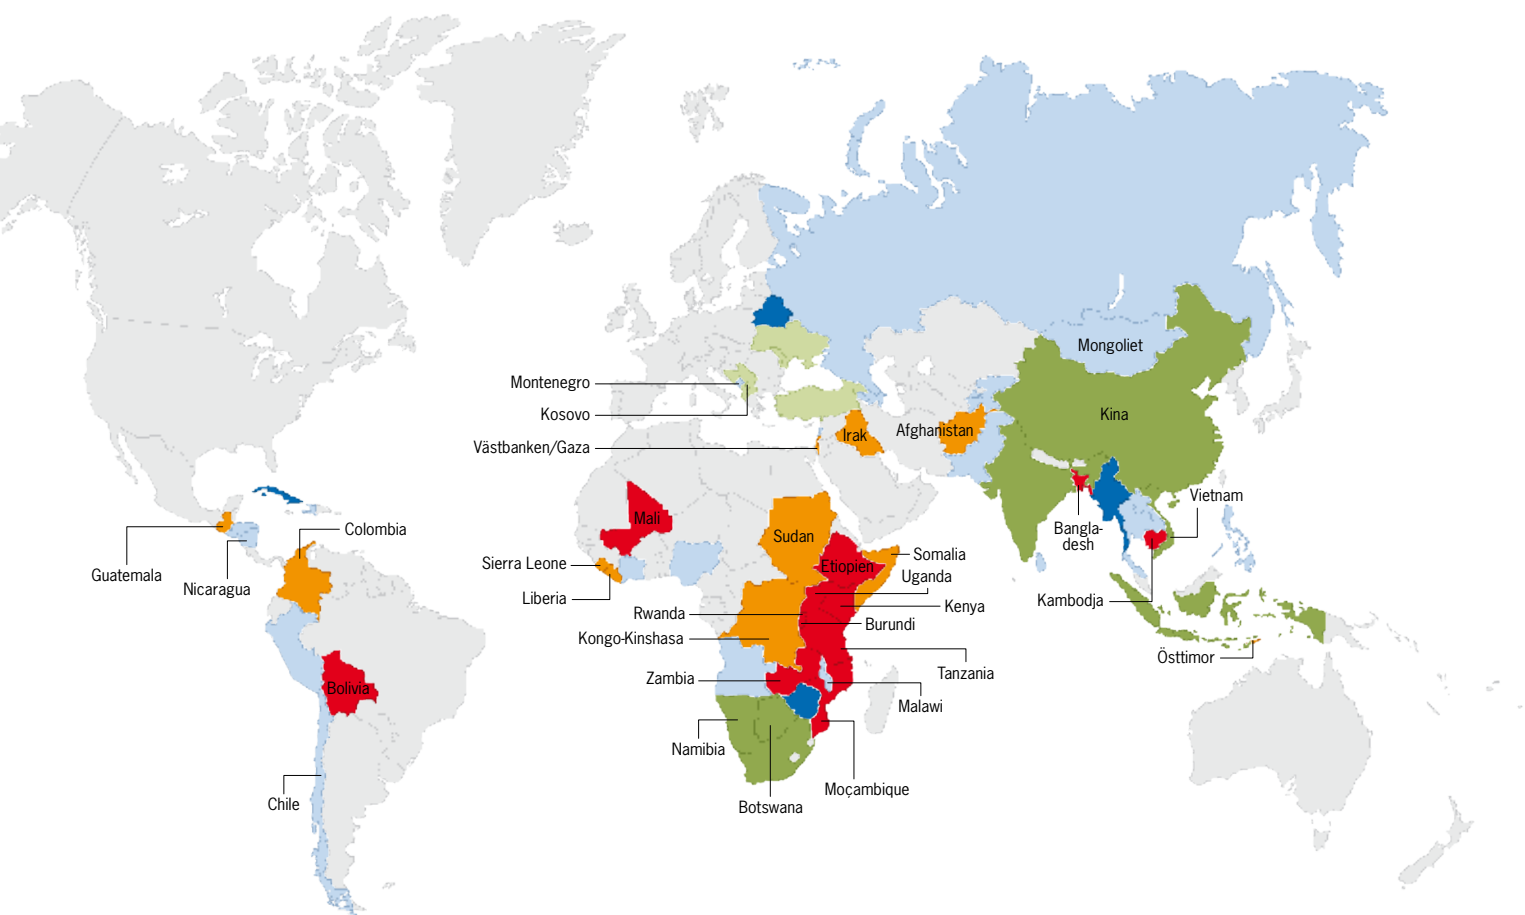 Mongoliet
Montenegro
Kosovo
Kina
Irak
Afghanistan
Västbanken/Gaza
Vietnam
Mali
Colombia
Bangla-
desh
Sudan
Somalia
Sierra Leone
Etiopien
Guatemala
Uganda
Nicaragua
Liberia
Kenya
Kambodja
Rwanda
Burundi
Kongo-Kinshasa
Östtimor
Tanzania
Zambia
Bolivia
Malawi
Namibia
Moçambique
Chile
Botswana